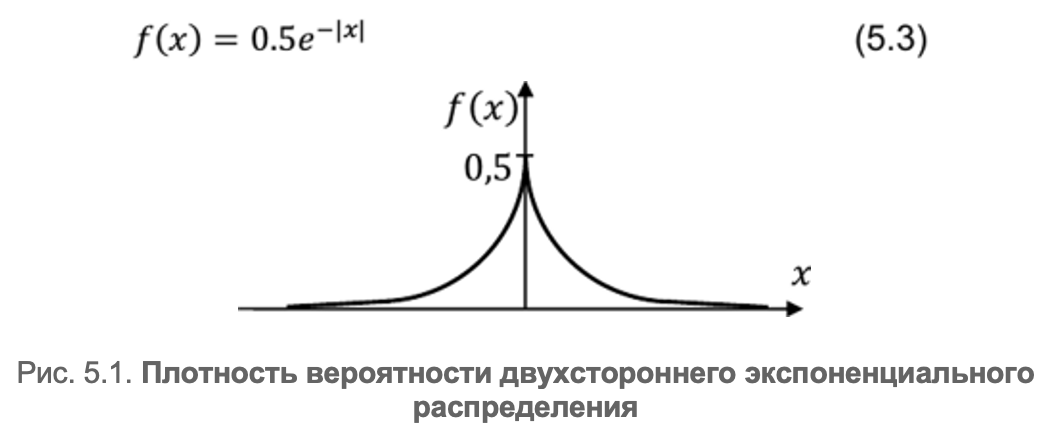 f(x) = 0.5e^{-|x|} (5.3)
f(x)
0,5
x
Рис. 5.1. Плотность вероятности двухстороннего экспоненциального
распределения